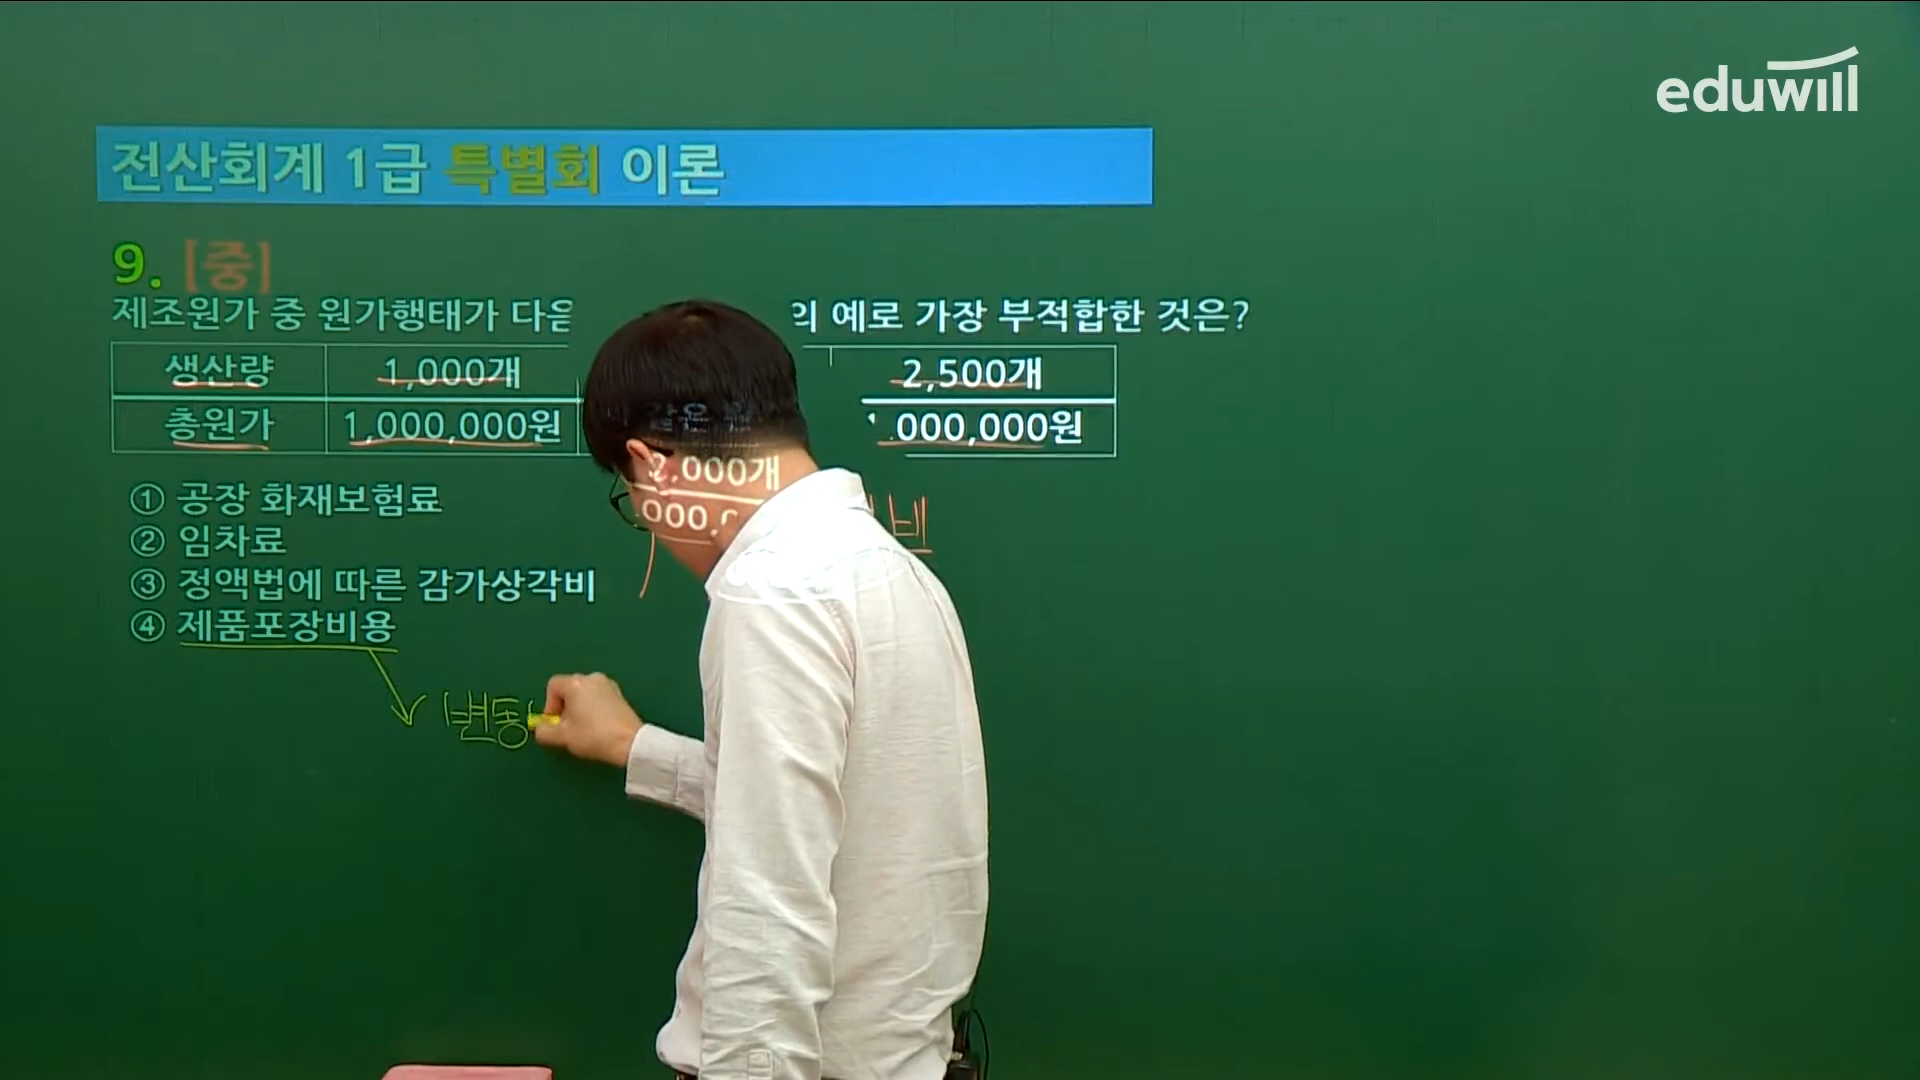 eduwill
전산회계 1급 특별회 이론
9. [중]
제조원가 중 원가행태가 다음 의 예로 가장 부적합한 것은?
생산량 1,000개 2,000개 2,500개
총원가 1,000,000원 000,000원
① 공장 화재보험료
② 임차료
③ 정액법에 따른 감가상각비
④ 제품포장비용
변동